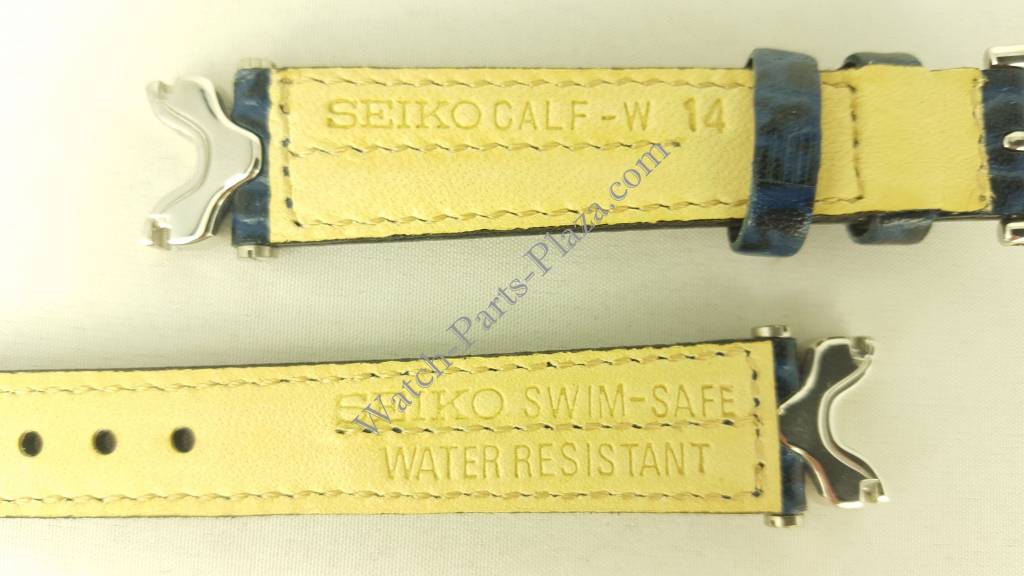 SEIKO CALF-W 14
Watch-Parts-Plaza.com
SEIKO SWIM-SAFE
WATER RESISTANT